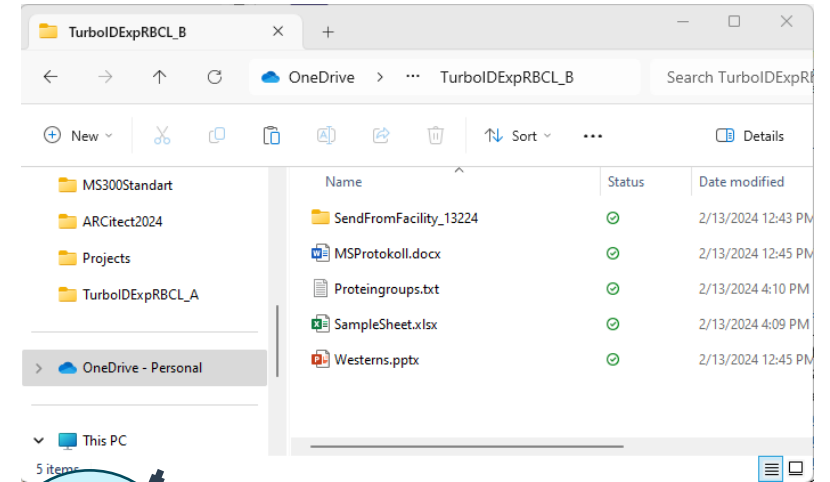 TurboIDExpRBCL_B
OneDrive > ··· TurboIDExpRBCL_B Search TurboIDExpR
New Sort ··· Details
Name Status Date modified
MS300Standart
ARCitect2024
Projects
TurboIDExpRBCL_A
OneDrive - Personal
This PC
SendFromFacility_13224 2/13/2024 12:43 PM
MSProtokoll.docx 2/13/2024 12:45 PM
Proteingroups.txt 2/13/2024 4:10 PM
SampleSheet.xlsx 2/13/2024 4:09 PM
Westerns.pptx 2/13/2024 12:45 PM
5 items